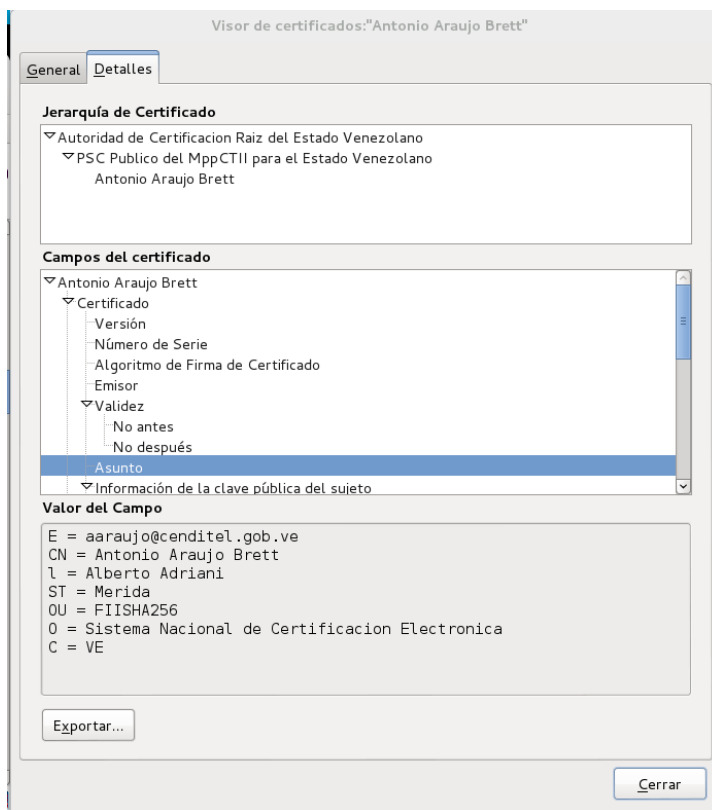 Visor de certificados:"Antonio Araujo Brett"
General Detalles
Jerarquía de Certificado
Autoridad de Certificacion Raiz del Estado Venezolano
PSC Publico del MppCTII para el Estado Venezolano
Antonio Araujo Brett
Campos del certificado
Antonio Araujo Brett
Certificado
Versión
Número de Serie
Algoritmo de Firma de Certificado
Emisor
Validez
No antes
No después
Asunto
Información de la clave pública del sujeto
Valor del Campo
E = aaraujo@cenditel.gob.ve
CN = Antonio Araujo Brett
l = Alberto Adriani
ST = Merida
OU = FIISHA256
O = Sistema Nacional de Certificacion Electronica
C = VE
Exportar...
Cerrar